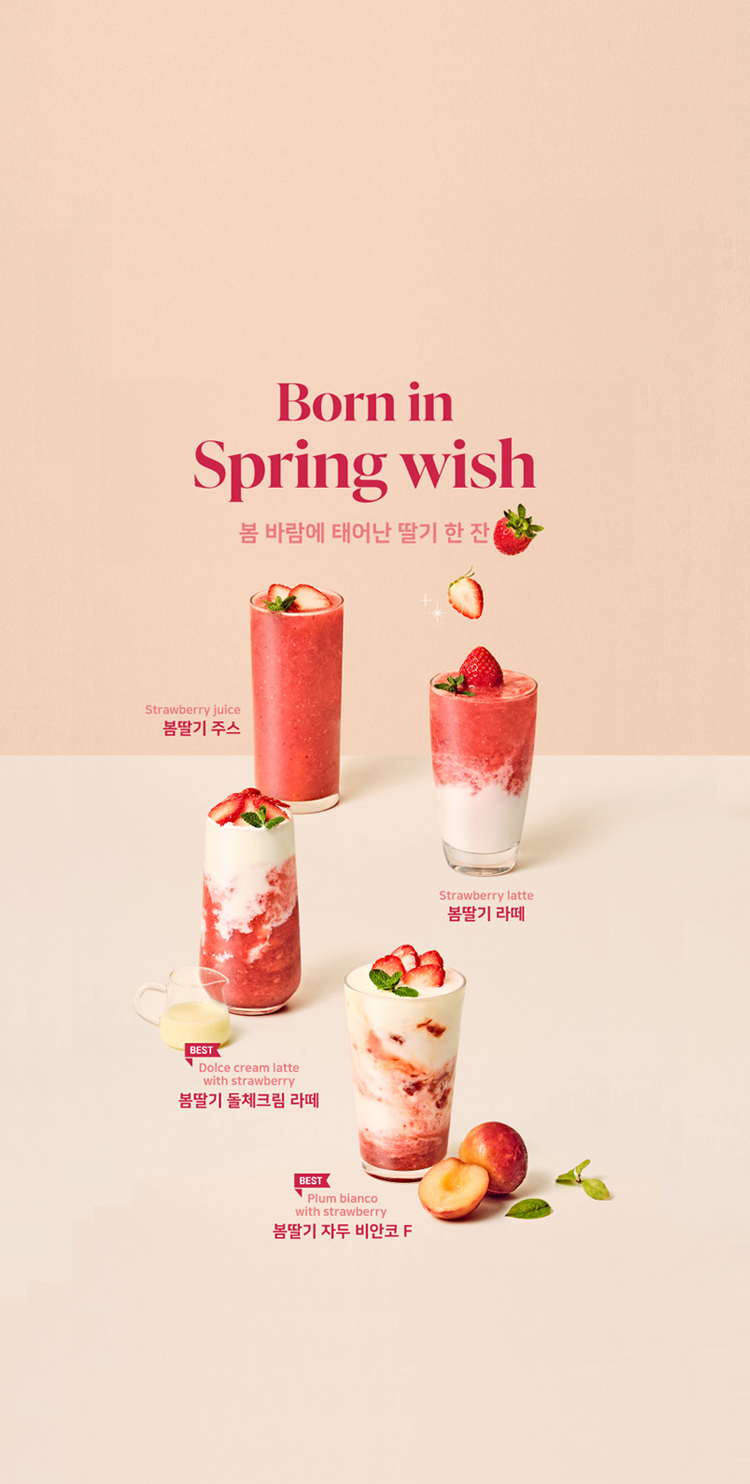 Born in
Spring wish
봄 바람에 태어난 딸기 한 잔
Strawberry juice
봄딸기 주스
Strawberry latte
봄딸기 라떼
BEST
Dolce cream latte
with strawberry
봄딸기 돌체크림 라떼
BEST
Plum bianco
with strawberry
봄딸기 자두 비안코 F